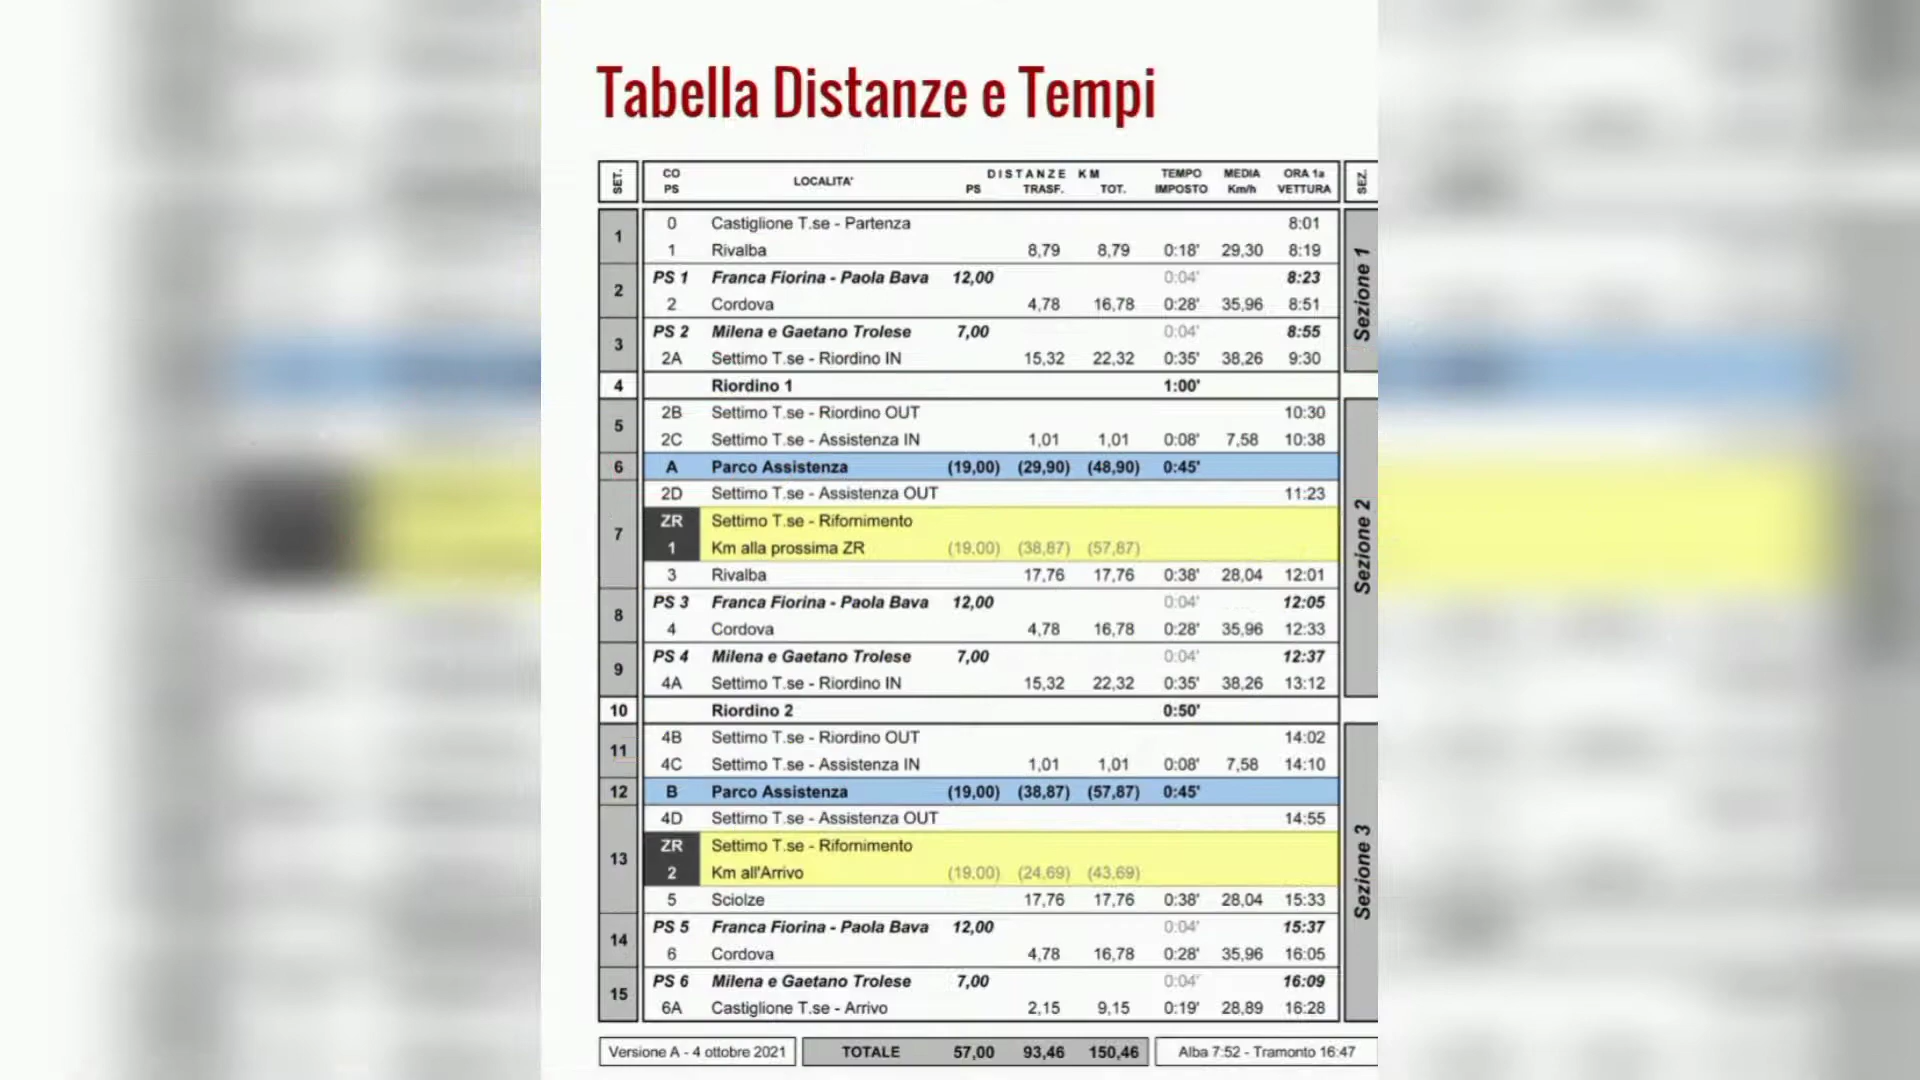 Tabella Distanze e Tempi
SET. CO PS LOCALITA' DISTANZE KM PS TRASF. TOT. TEMPO IMPOSTO MEDIA Km/h ORA 1a VETTURA SEZ.
1
0 Castiglione T.se - Partenza 8:01
1 Rivalba 8,79 8,79 0:18' 29,30 8:19
2
PS 1 Franca Fiorina - Paola Bava 12,00 0:04' 8:23
2 Cordova 4,78 16,78 0:28' 35,96 8:51
3
PS 2 Milena e Gaetano Trolese 7,00 0:04' 8:55
2A Settimo T.se - Riordino IN 15,32 22,32 0:35' 38,26 9:30
Sezione 1
4 Riordino 1 1:00'
5
2B Settimo T.se - Riordino OUT 10:30
2C Settimo T.se - Assistenza IN 1,01 1,01 0:08' 7,58 10:38
6 A Parco Assistenza (19,00) (29,90) (48,90) 0:45'
7
2D Settimo T.se - Assistenza OUT 11:23
ZR Settimo T.se - Rifornimento
1 Km alla prossima ZR (19,00) (38,87) (57,87)
3 Rivalba 17,76 17,76 0:38' 28,04 12:01
8
PS 3 Franca Fiorina - Paola Bava 12,00 0:04' 12:05
4 Cordova 4,78 16,78 0:28' 35,96 12:33
9
PS 4 Milena e Gaetano Trolese 7,00 0:04' 12:37
4A Settimo T.se - Riordino IN 15,32 22,32 0:35' 38,26 13:12
Sezione 2
10 Riordino 2 0:50'
11
4B Settimo T.se - Riordino OUT 14:02
4C Settimo T.se - Assistenza IN 1,01 1,01 0:08' 7,58 14:10
12 B Parco Assistenza (19,00) (38,87) (57,87) 0:45'
13
4D Settimo T.se - Assistenza OUT 14:55
ZR Settimo T.se - Rifornimento
2 Km all'Arrivo (19,00) (24,69) (43,69)
5 Sciolze 17,76 17,76 0:38' 28,04 15:33
14
PS 5 Franca Fiorina - Paola Bava 12,00 0:04' 15:37
6 Cordova 4,78 16,78 0:28' 35,96 16:05
15
PS 6 Milena e Gaetano Trolese 7,00 0:04' 16:09
6A Castiglione T.se - Arrivo 2,15 9,15 0:19' 28,89 16:28
Sezione 3
Versione A - 4 ottobre 2021 TOTALE 57,00 93,46 150,46 Alba 7:52 - Tramonto 16:47